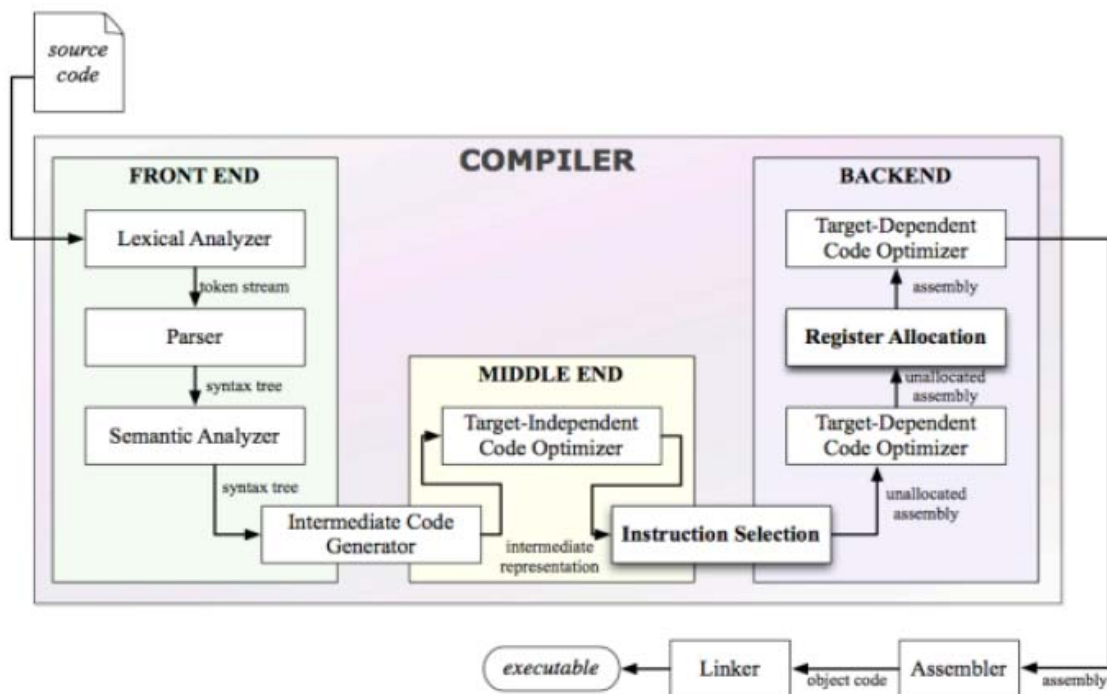 source
code
COMPILER
FRONT END
Lexical Analyzer
token stream
Parser
syntax tree
Semantic Analyzer
syntax tree
Intermediate Code
Generator
MIDDLE END
Target-Independent
Code Optimizer
intermediate
representation
Instruction Selection
BACKEND
Target-Dependent
Code Optimizer
assembly
Register Allocation
unallocated
assembly
Target-Dependent
Code Optimizer
unallocated
assembly
executable
Linker
object code
Assembler
assembly